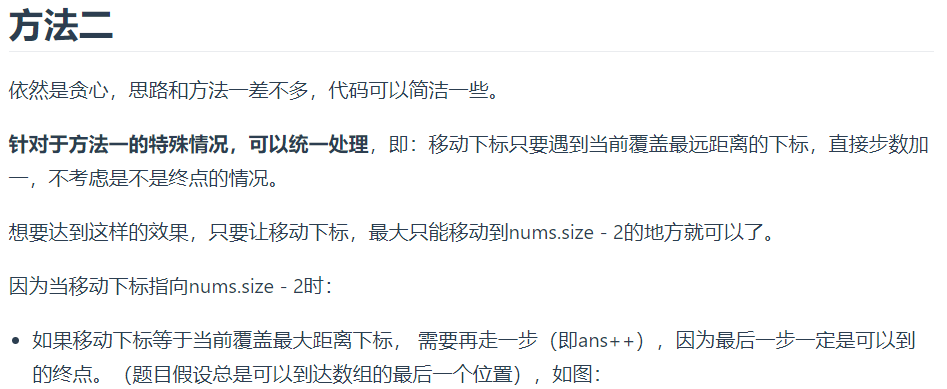 方法二
依然是贪心，思路和方法一差不多，代码可以简洁一些。
针对于方法一的特殊情况，可以统一处理，即：移动下标只要遇到当前覆盖最远距离的下标，直接步数加
一，不考虑是不是终点的情况。
想要达到这样的效果，只要让移动下标，最大只能移动到nums.size - 2的地方就可以了。
因为当移动下标指向nums.size - 2时：
• 如果移动下标等于当前覆盖最大距离下标， 需要再走一步（即ans++），因为最后一步一定是可以到
的终点。（题目假设总是可以到达数组的最后一个位置），如图：